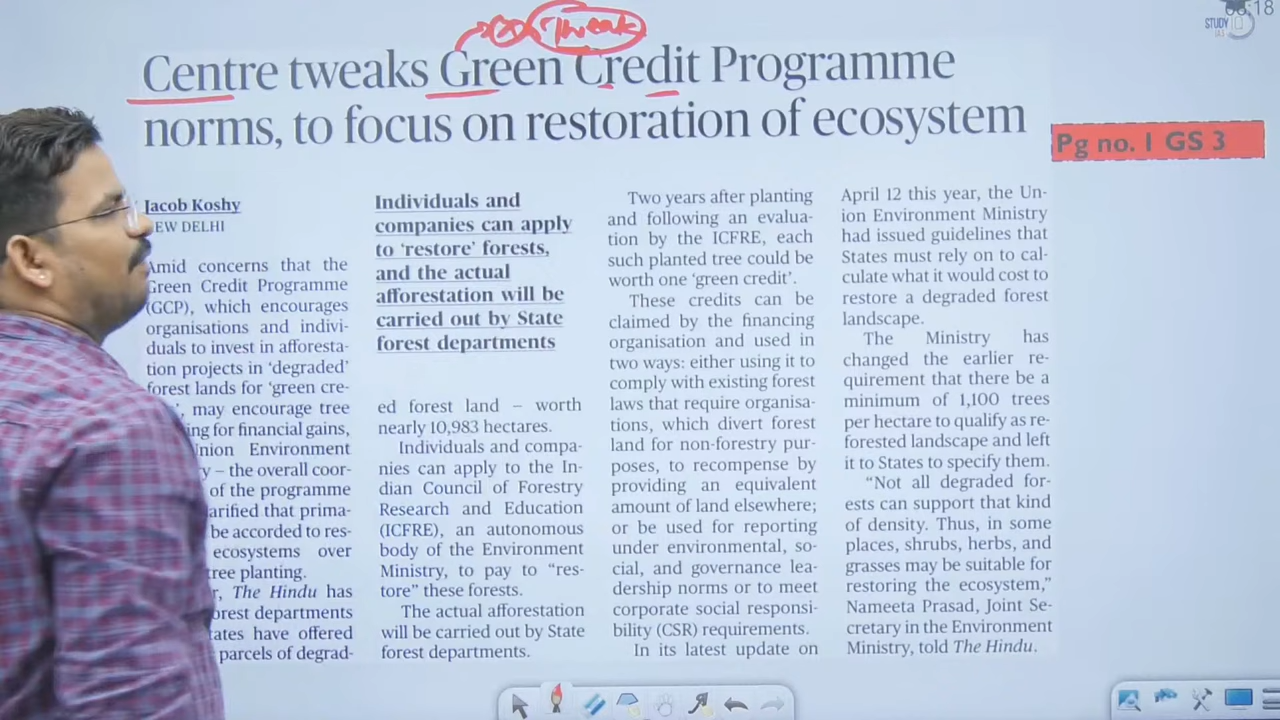 Tweak
06:18
STUDY IQ
IAS
Centre tweaks Green Credit Programme
norms, to focus on restoration of ecosystem
Pg no. 1 GS 3
Jacob Koshy
NEW DELHI
Amid concerns that the
Green Credit Programme
(GCP), which encourages
organisations and indivi-
duals to invest in afforesta-
tion projects in 'degraded'
forest lands for 'green cre-
', may encourage tree
ing for financial gains,
nion Environment
y – the overall coor-
of the programme
arified that prima-
be accorded to res-
ecosystems over
tree planting.
r, The Hindu has
orest departments
tates have offered
parcels of degrad-
Individuals and
companies can apply
to 'restore' forests,
and the actual
afforestation will be
carried out by State
forest departments
ed forest land – worth
nearly 10,983 hectares.
Individuals and compa-
nies can apply to the In-
dian Council of Forestry
Research and Education
(ICFRE), an autonomous
body of the Environment
Ministry, to pay to "res-
tore" these forests.
The actual afforestation
will be carried out by State
forest departments.
Two years after planting
and following an evalua-
tion by the ICFRE, each
such planted tree could be
worth one 'green credit'.
These credits can be
claimed by the financing
organisation and used in
two ways: either using it to
comply with existing forest
laws that require organisa-
tions, which divert forest
land for non-forestry pur-
poses, to recompense by
providing an equivalent
amount of land elsewhere;
or be used for reporting
under environmental, so-
cial, and governance lea-
dership norms or to meet
corporate social responsi-
bility (CSR) requirements.
In its latest update on
April 12 this year, the Un-
ion Environment Ministry
had issued guidelines that
States must rely on to cal-
culate what it would cost to
restore a degraded forest
landscape.
The Ministry has
changed the earlier re-
quirement that there be a
minimum of 1,100 trees
per hectare to qualify as re-
forested landscape and left
it to States to specify them.
"Not all degraded for-
ests can support that kind
of density. Thus, in some
places, shrubs, herbs, and
grasses may be suitable for
restoring the ecosystem,"
Nameeta Prasad, Joint Se-
cretary in the Environment
Ministry, told The Hindu.